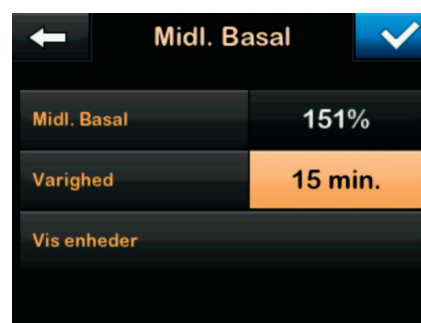 Midl. Basal
Midl. Basal 151%
Varighed 15 min.
Vis enheder